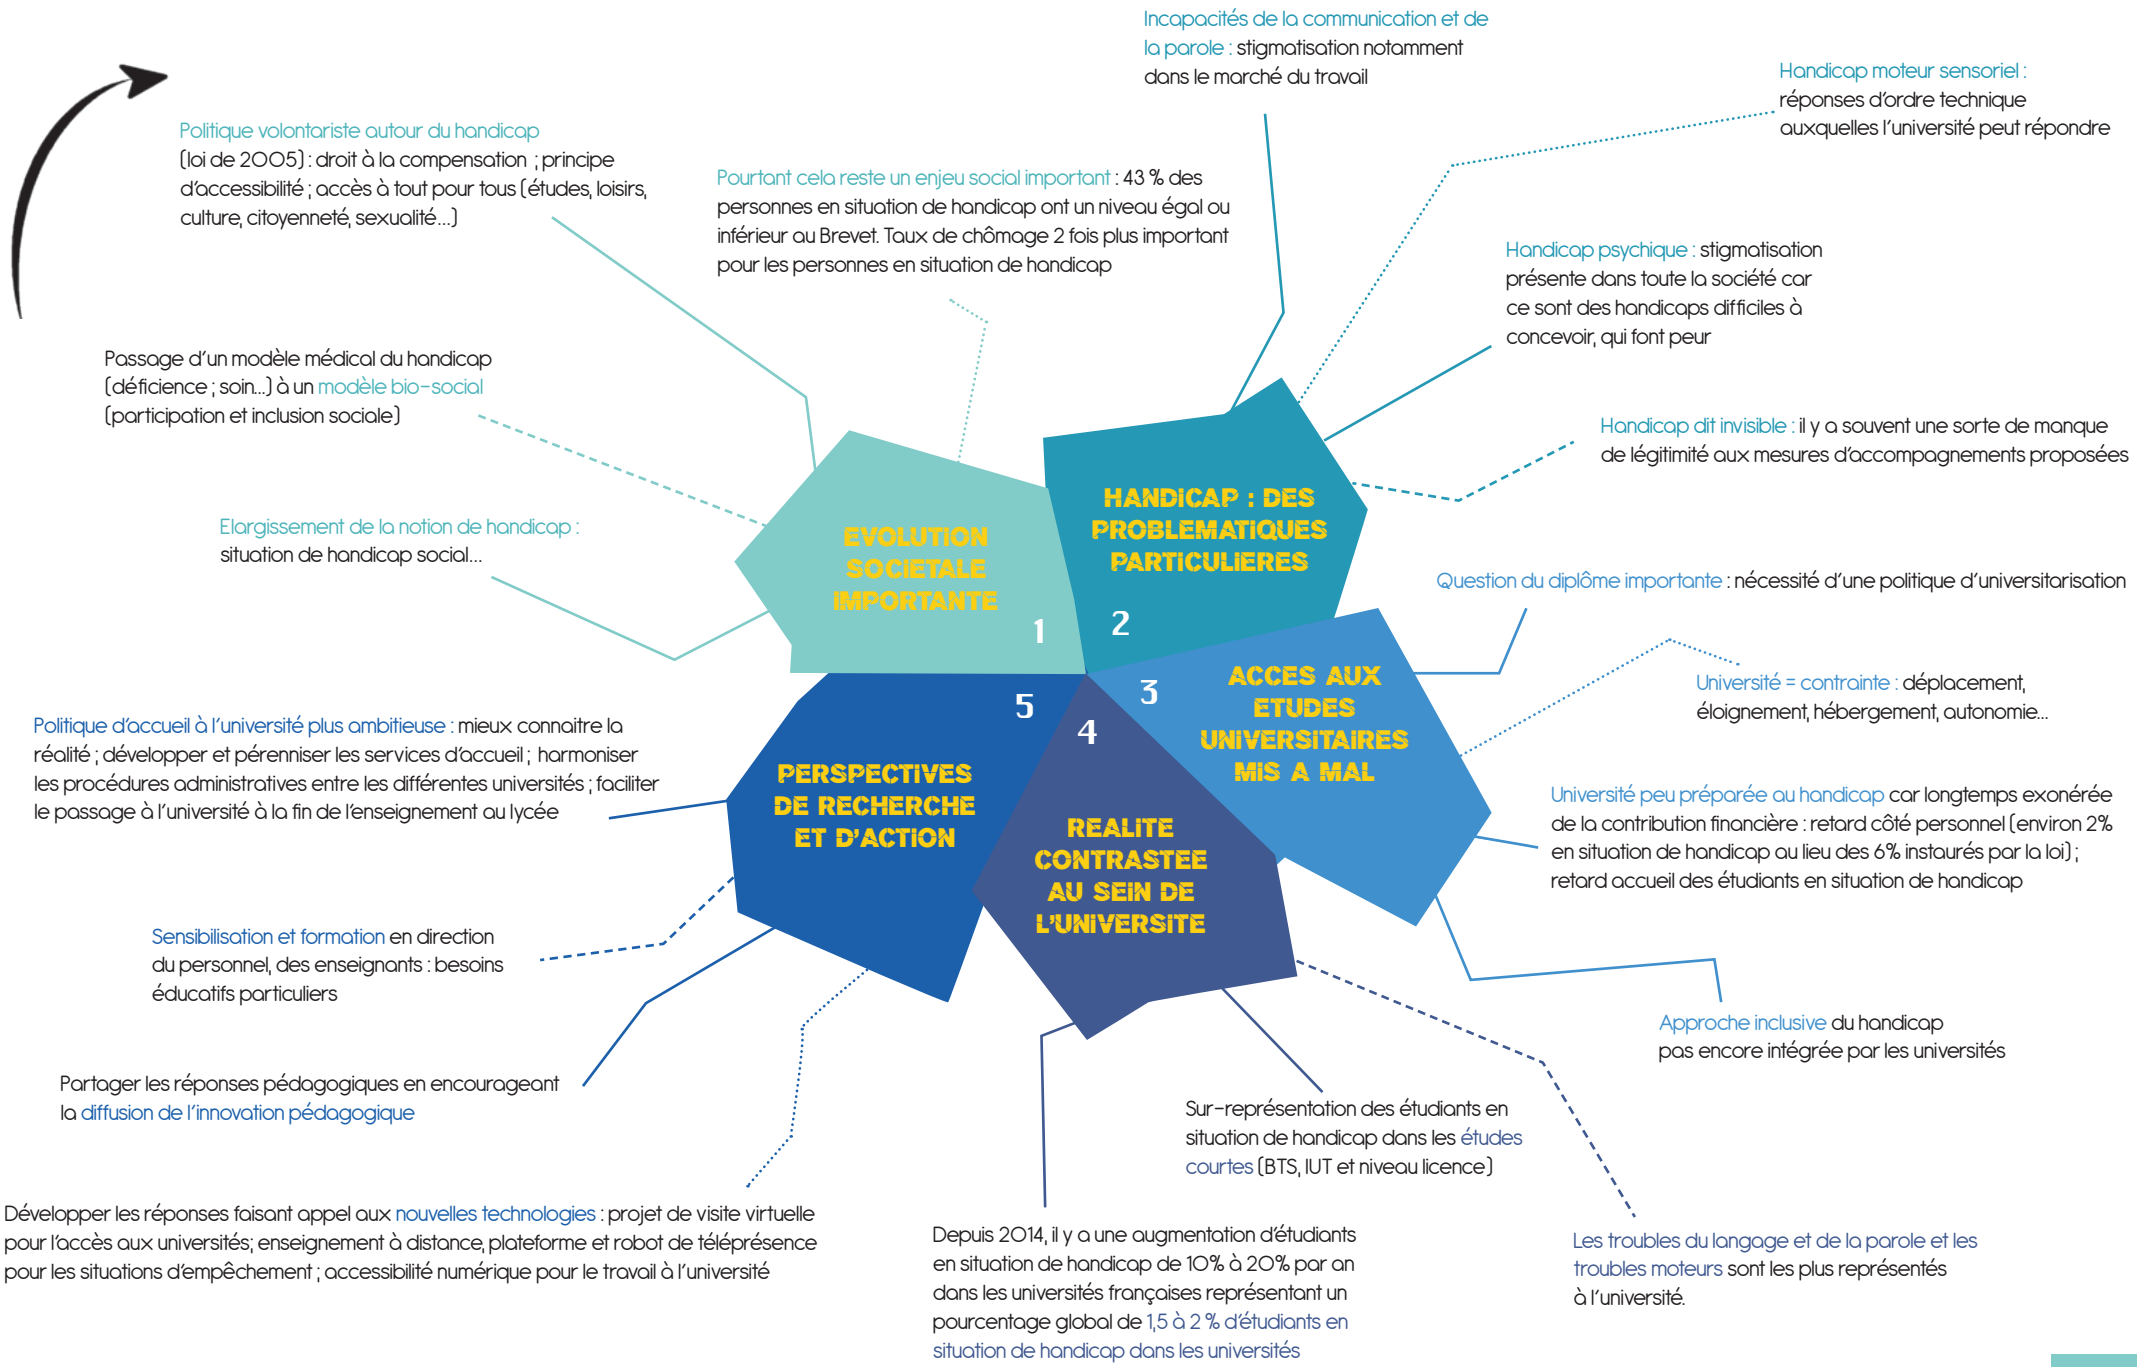 Politique volontariste autour du handicap
(loi de 2005) : droit à la compensation ; principe
d'accessibilité ; accès à tout pour tous (études, loisirs,
culture, citoyenneté, sexualité...)
Pourtant cela reste un enjeu social important : 43 % des
personnes en situation de handicap ont un niveau égal ou
inférieur au Brevet. Taux de chômage 2 fois plus important
pour les personnes en situation de handicap
Passage d'un modèle médical du handicap
(déficience ; soin...) à un modèle bio-social
(participation et inclusion sociale)
Elargissement de la notion de handicap :
situation de handicap social...
EVOLUTION
SOCiETALE
iMPORTANTE
1
Incapacités de la communication et de
la parole : stigmatisation notamment
dans le marché du travail
Handicap moteur sensoriel :
réponses d'ordre technique
auxquelles l'université peut répondre
Handicap psychique : stigmatisation
présente dans toute la société car
ce sont des handicaps difficiles à
concevoir, qui font peur
Handicap dit invisible : il y a souvent une sorte de manque
de légitimité aux mesures d'accompagnements proposées
HANDiCAP : DES
PROBLEMATiQUES
PARTiCULiERES
2
Question du diplôme importante : nécessité d'une politique d'universitarisation
Université = contrainte : déplacement,
éloignement, hébergement, autonomie...
Université peu préparée au handicap car longtemps exonérée
de la contribution financière : retard côté personnel (environ 2%
en situation de handicap au lieu des 6% instaurés par la loi) ;
retard accueil des étudiants en situation de handicap
Approche inclusive du handicap
pas encore intégrée par les universités
3
ACCES AUX
ETUDES
UNiVERSiTAiRES
MiS A MAL
4
REALiTE
CONTRASTEE
AU SEiN DE
L'UNiVERSiTE
Sur-représentation des étudiants en
situation de handicap dans les études
courtes (BTS, IUT et niveau licence)
Les troubles du langage et de la parole et les
troubles moteurs sont les plus représentés
à l'université.
Depuis 2014, il y a une augmentation d'étudiants
en situation de handicap de 10% à 20% par an
dans les universités françaises représentant un
pourcentage global de 1,5 à 2 % d'étudiants en
situation de handicap dans les universités
5
PERSPECTiVES
DE RECHERCHE
ET D'ACTiON
Politique d'accueil à l'université plus ambitieuse : mieux connaitre la
réalité ; développer et pérenniser les services d'accueil ; harmoniser
les procédures administratives entre les différentes universités ; faciliter
le passage à l'université à la fin de l'enseignement au lycée
Sensibilisation et formation en direction
du personnel, des enseignants : besoins
éducatifs particuliers
Partager les réponses pédagogiques en encourageant
la diffusion de l'innovation pédagogique
Développer les réponses faisant appel aux nouvelles technologies : projet de visite virtuelle
pour l'accès aux universités; enseignement à distance, plateforme et robot de téléprésence
pour les situations d'empêchement ; accessibilité numérique pour le travail à l'université